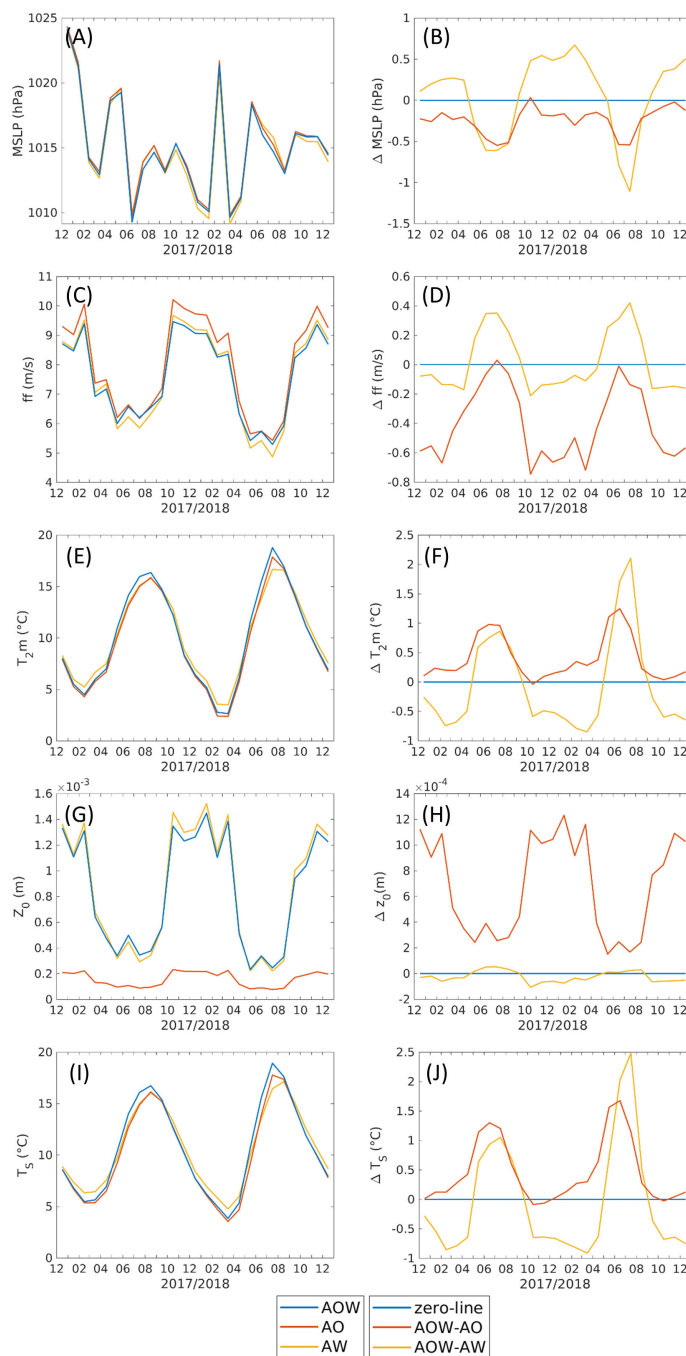 (A)
1025
1020
1015
1010
MSLP (hPa)
12 02 04 06 08 10 12 02 04 06 08 10 12
2017/2018
(B)
1
0.5
0
-0.5
-1
-1.5
Δ MSLP (hPa)
12 02 04 06 08 10 12 02 04 06 08 10 12
2017/2018
(C)
11
10
9
8
7
6
5
4
ff (m/s)
12 02 04 06 08 10 12 02 04 06 08 10 12
2017/2018
(D)
0.6
0.4
0.2
0
-0.2
-0.4
-0.6
-0.8
Δ ff (m/s)
12 02 04 06 08 10 12 02 04 06 08 10 12
2017/2018
(E)
20
15
10
5
0
T2m (°C)
12 02 04 06 08 10 12 02 04 06 08 10 12
2017/2018
(F)
2.5
2
1.5
1
0.5
0
-0.5
-1
Δ T2m (°C)
12 02 04 06 08 10 12 02 04 06 08 10 12
2017/2018
×10-3
(G)
1.6
1.4
1.2
1
0.8
0.6
0.4
0.2
0
Z0(m)
12 02 04 06 08 10 12 02 04 06 08 10 12
2017/2018
×10-4
(H)
14
12
10
8
6
4
2
0
-2
Δ z0(m)
12 02 04 06 08 10 12 02 04 06 08 10 12
2017/2018
(I)
20
15
10
5
0
TS (°C)
12 02 04 06 08 10 12 02 04 06 08 10 12
2017/2018
(J)
2.5
2
1.5
1
0.5
0
-0.5
-1
Δ TS (°C)
12 02 04 06 08 10 12 02 04 06 08 10 12
2017/2018
AOW
AO
AW
zero-line
AOW-AO
AOW-AW